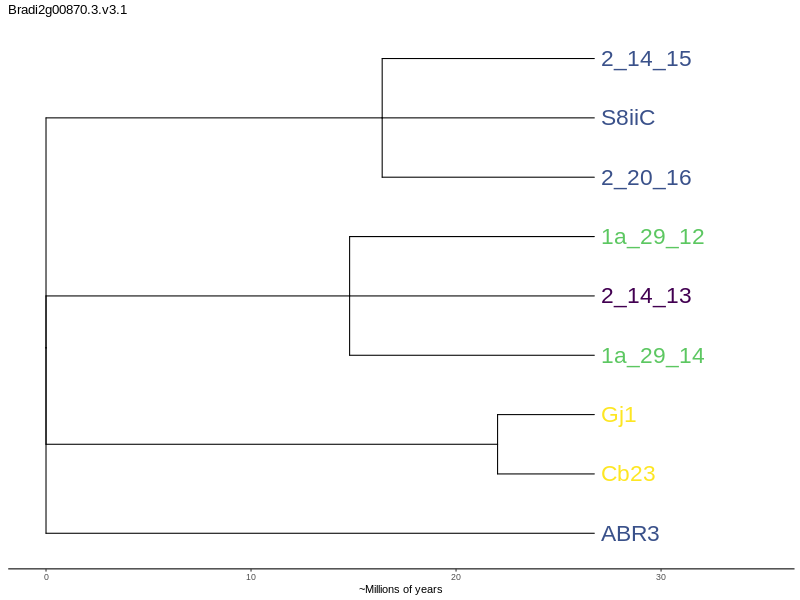 Bradi2g00870.3.v3.1
2_14_15
S8iiC
2_20_16
1a_29_12
2_14_13
1a_29_14
Gj1
Cb23
ABR3
0 10 20 30
~Millions of years